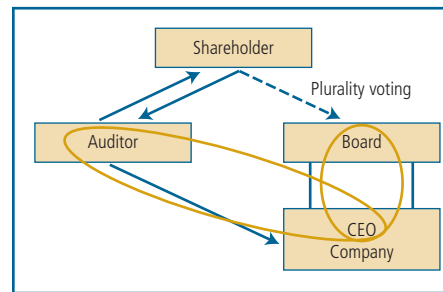 Shareholder
Plurality voting
Auditor
Board
CEO
Company